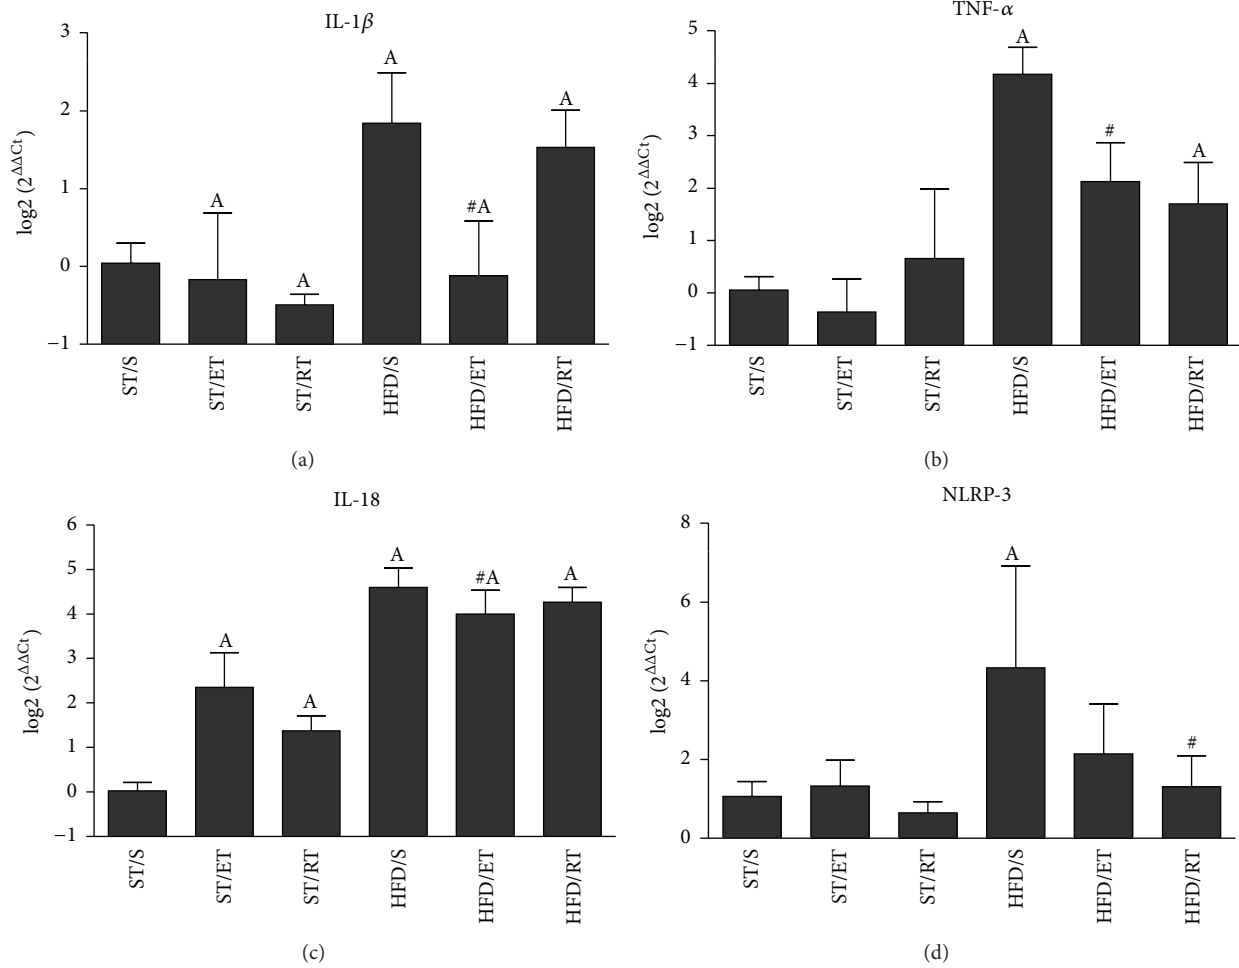 IL-1β
log2 (2^ΔΔCt)
3
2
1
0
−1
A
A
A
#A
A
ST/S
ST/ET
ST/RT
HFD/S
HFD/ET
HFD/RT
(a)
TNF-α
log2 (2^ΔΔCt)
5
4
3
2
1
0
−1
A
#
A
ST/S
ST/ET
ST/RT
HFD/S
HFD/ET
HFD/RT
(b)
IL-18
log2 (2^ΔΔCt)
6
5
4
3
2
1
0
−1
A
A
A
#A
A
ST/S
ST/ET
ST/RT
HFD/S
HFD/ET
HFD/RT
(c)
NLRP-3
log2 (2^ΔΔCt)
8
6
4
2
0
A
#
ST/S
ST/ET
ST/RT
HFD/S
HFD/ET
HFD/RT
(d)